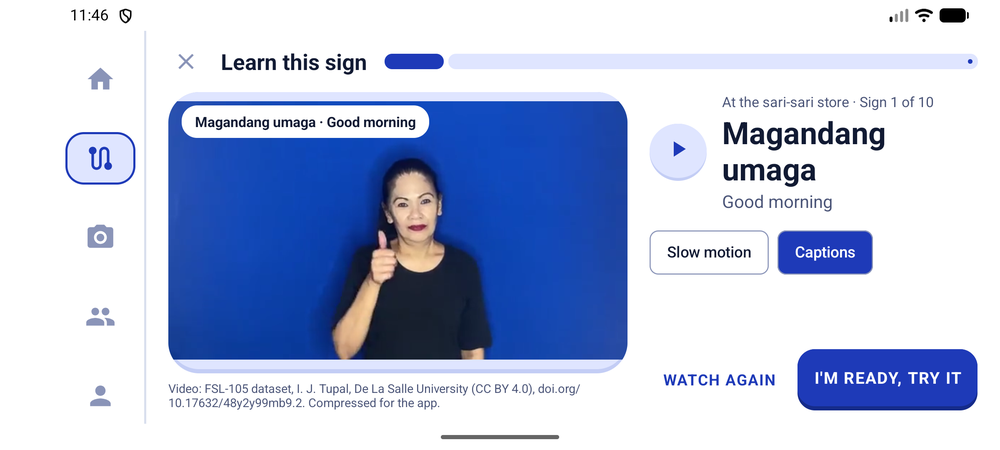 11:46
Learn this sign
Magandang umaga · Good morning
At the sari-sari store · Sign 1 of 10
Magandang
umaga
Good morning
Slow motion
Captions
Video: FSL-105 dataset, I. J. Tupal, De La Salle University (CC BY 4.0), doi.org/
10.17632/48y2y99mb9.2. Compressed for the app.
WATCH AGAIN
I'M READY, TRY IT